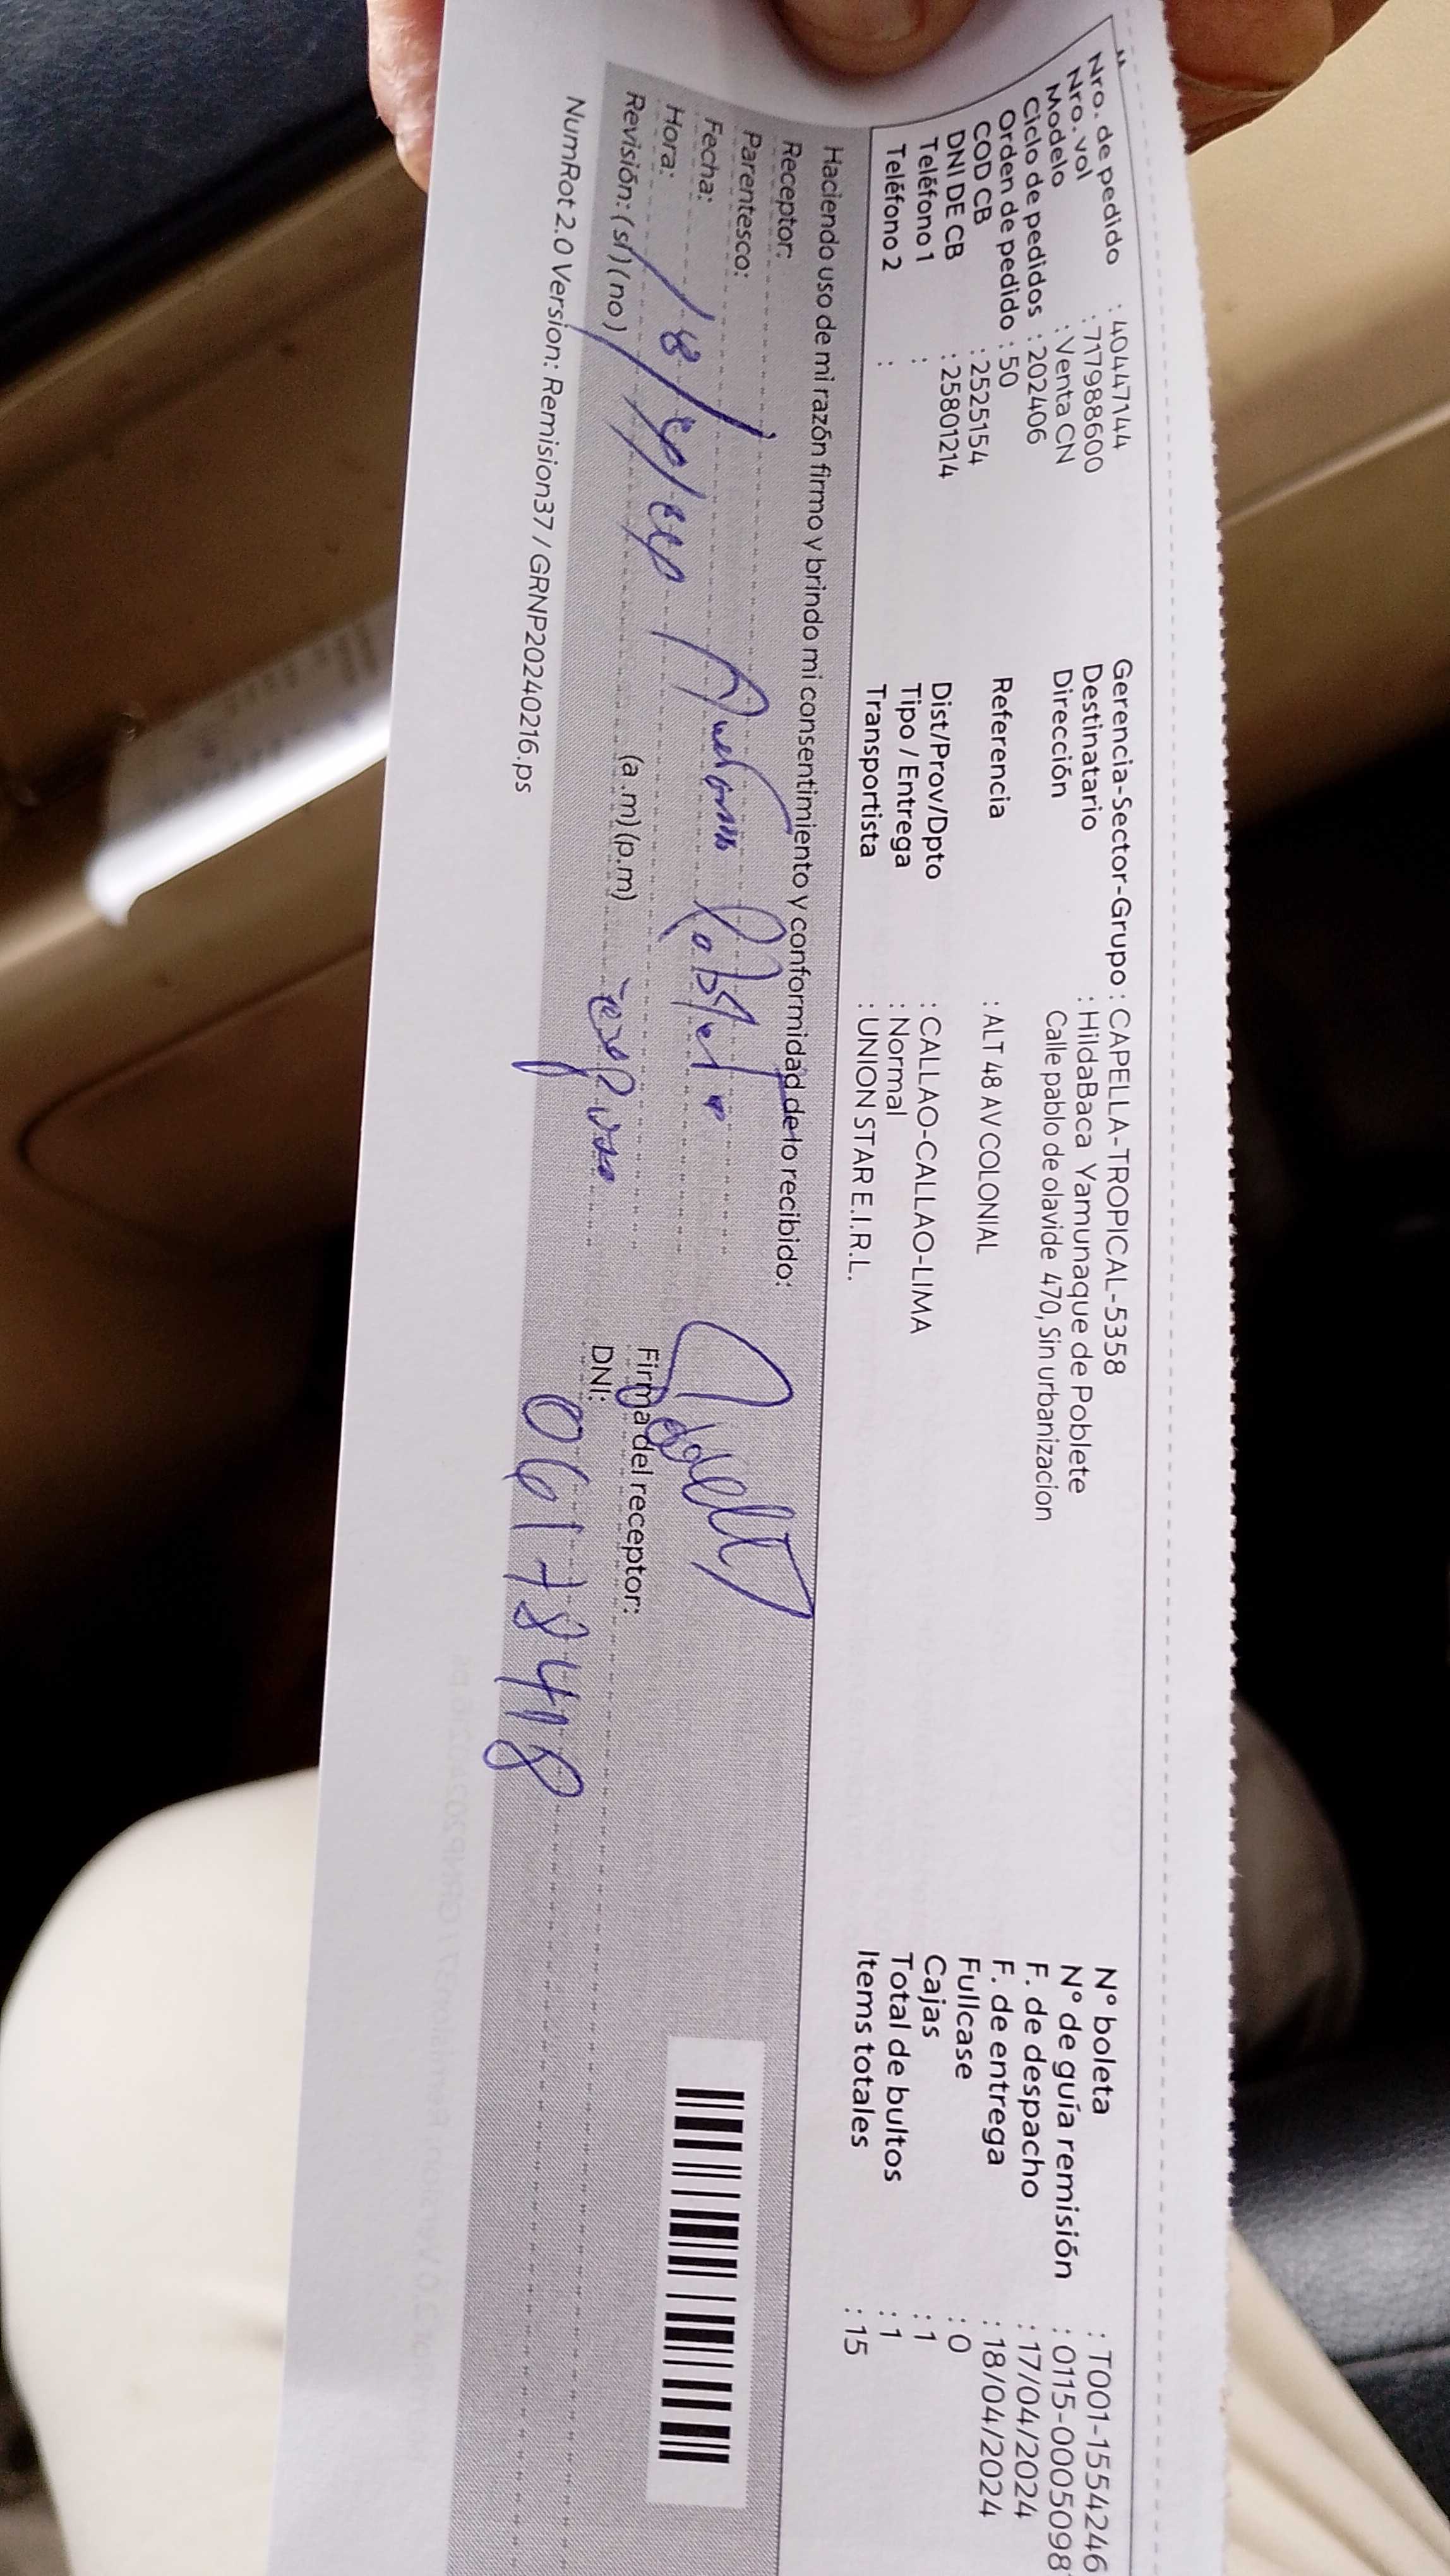 Nro. de pedido : 40447144
Nro. vol : 717988600
Modelo : Venta CN
Ciclo de pedidos : 202406
Orden de pedido : 50
COD CB : 2525154
DNI DE CB : 25801214
Teléfono 1 :
Teléfono 2 :
Gerencia-Sector-Grupo : CAPELLA-TROPICAL-5358
Destinatario : HildaBaca Yamunaque de Poblete
Dirección Calle pablo de olavide 470, Sin urbanizacion
Referencia : ALT 48 AV COLONIAL
Dist/Prov/Dpto : CALLAO-CALLAO-LIMA
Tipo / Entrega : Normal
Transportista : UNION STAR E.I.R.L.
N° boleta : T001-1554246
N° de guía remisión : 0115-0005098
F. de despacho : 17/04/2024
F. de entrega : 18/04/2024
Fullcase : 0
Cajas : 1
Total de bultos : 1
Items totales : 15
Haciendo uso de mi razón firmo y brindo mi consentimiento y conformidad de lo recibido:
Receptor:
Parentesco:
Fecha:
Hora: (a.m)(p.m)
Revisión: (sí) (no)
Firma del receptor:
DNI: 06178498
NumRot 2.0 Version: Remision37 / GRNP20240216.ps